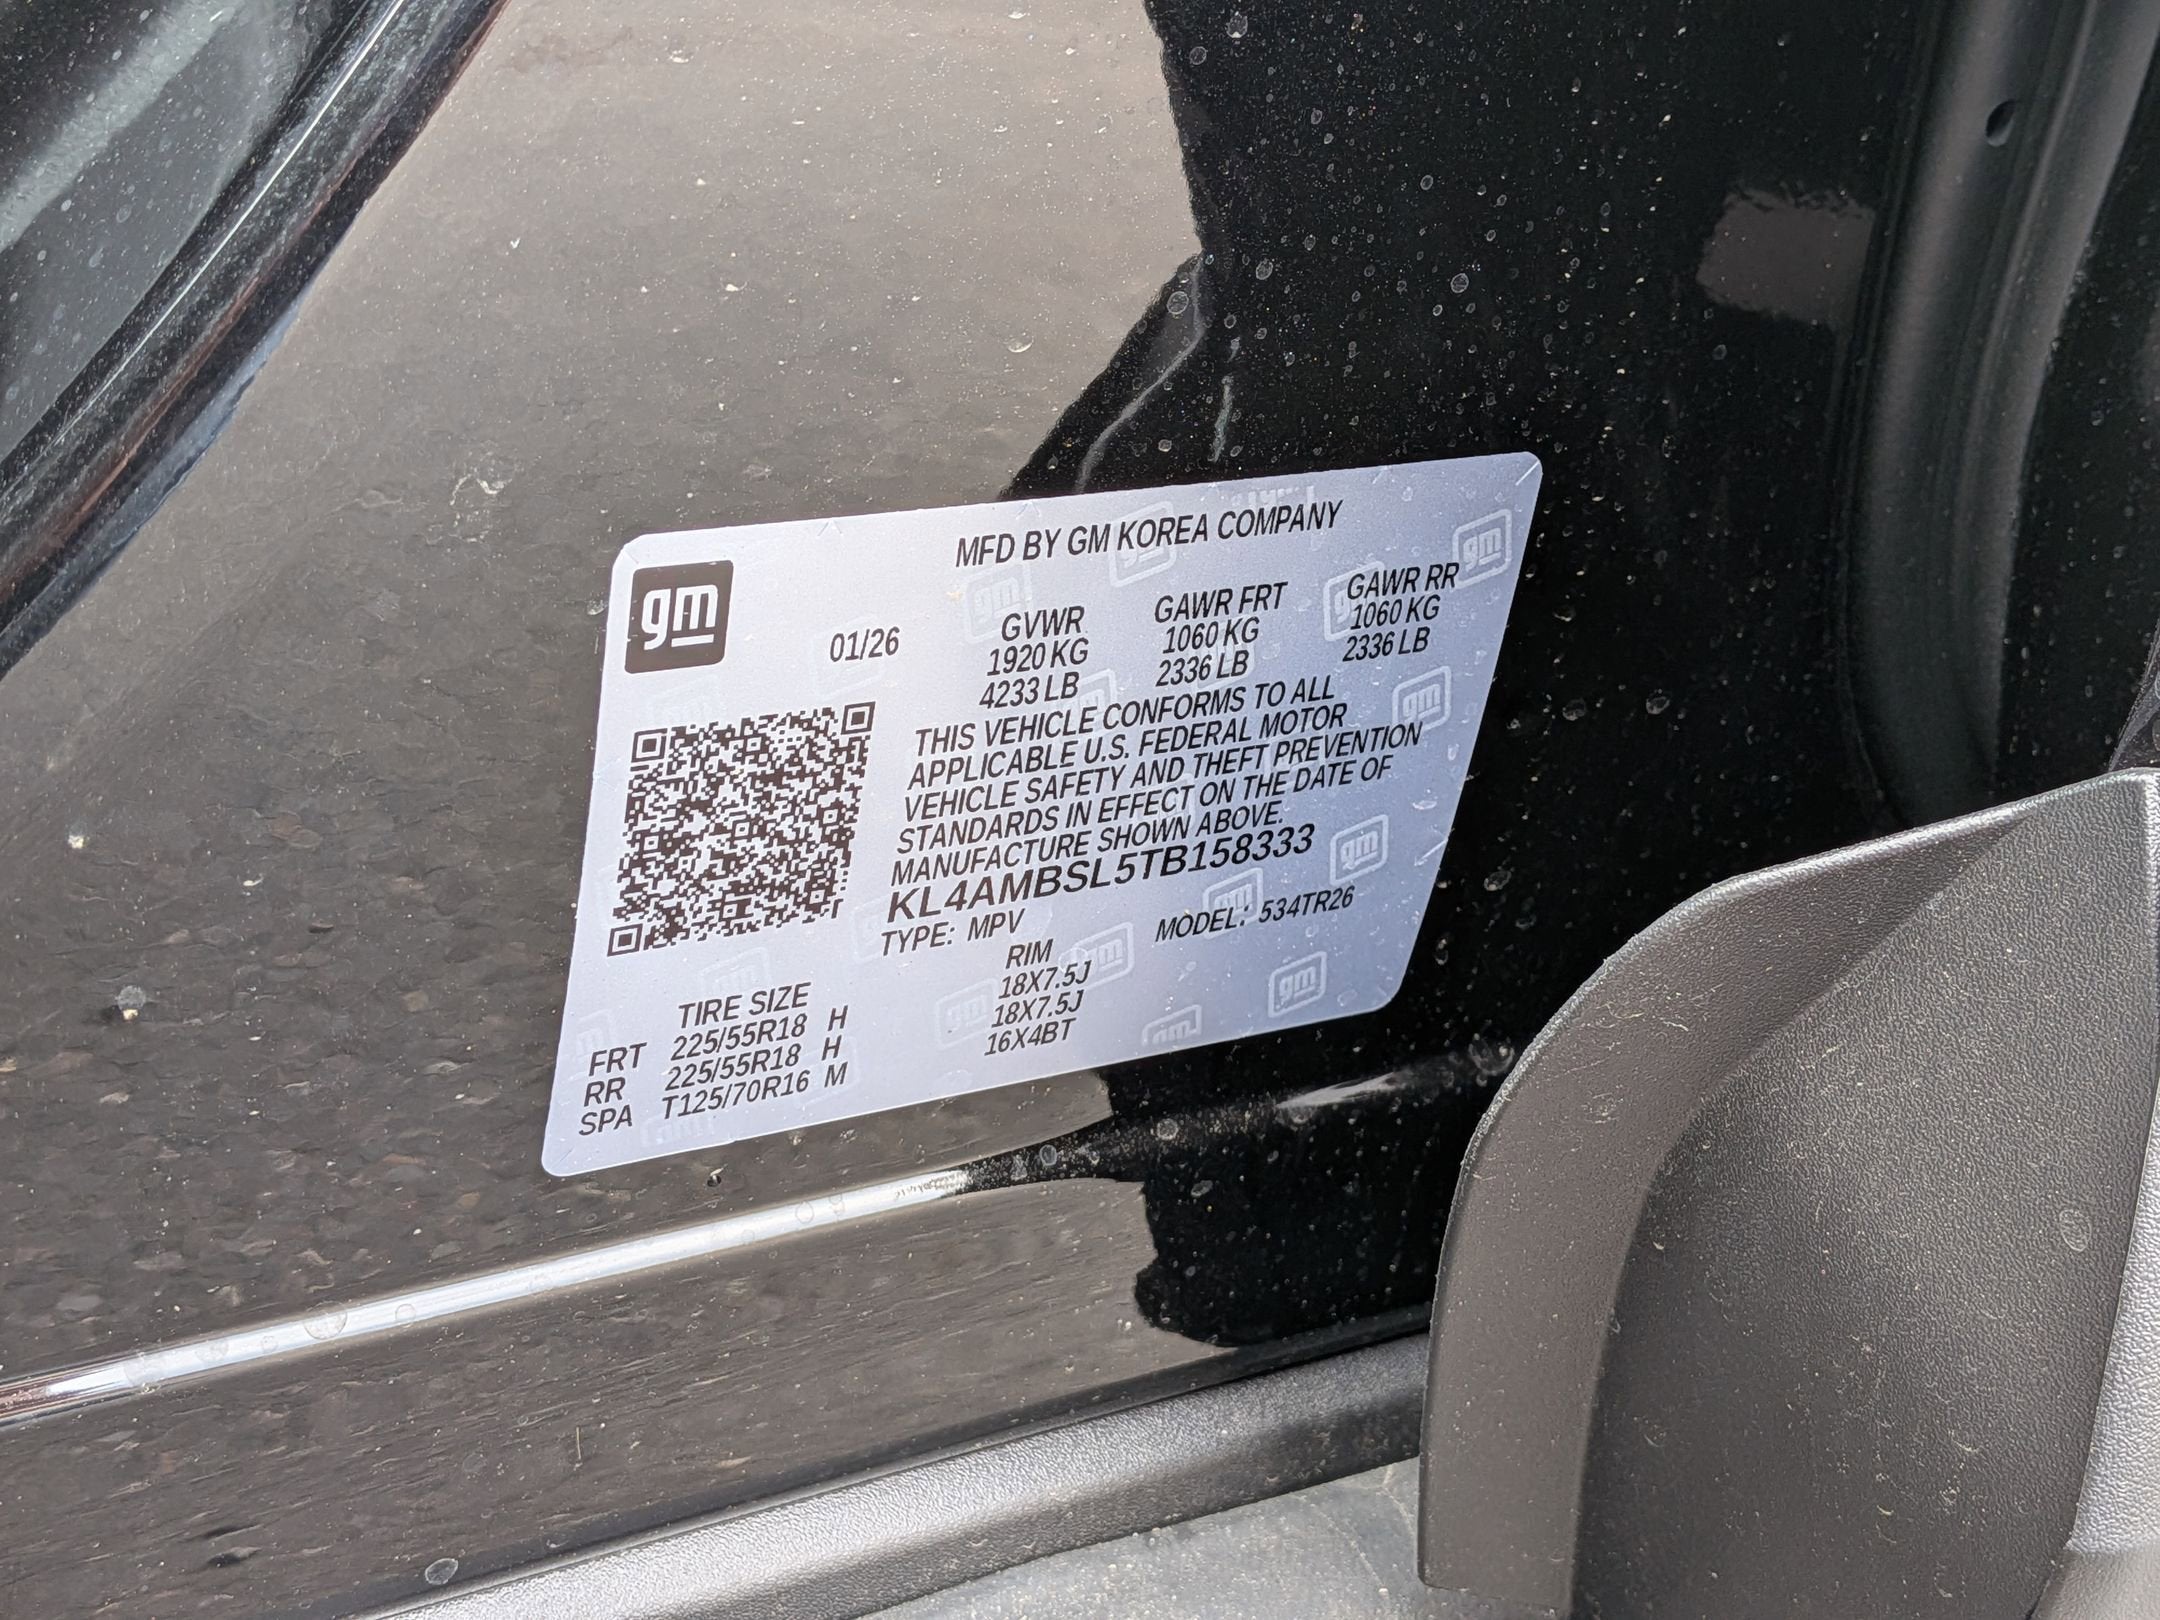 MFD BY GM KOREA COMPANY
gm
01/26
GVWR GAWR FRT GAWR RR
1920 KG 1060 KG 1060 KG
4233 LB 2336 LB 2336 LB
THIS VEHICLE CONFORMS TO ALL
APPLICABLE U.S. FEDERAL MOTOR
VEHICLE SAFETY AND THEFT PREVENTION
STANDARDS IN EFFECT ON THE DATE OF
MANUFACTURE SHOWN ABOVE.
KL4AMBSL5TB158333
TYPE: MPV MODEL: 534TR26
TIRE SIZE RIM
FRT 225/55R18 H 18X7.5J
RR 225/55R18 H 18X7.5J
SPA T125/70R16 M 16X4BT